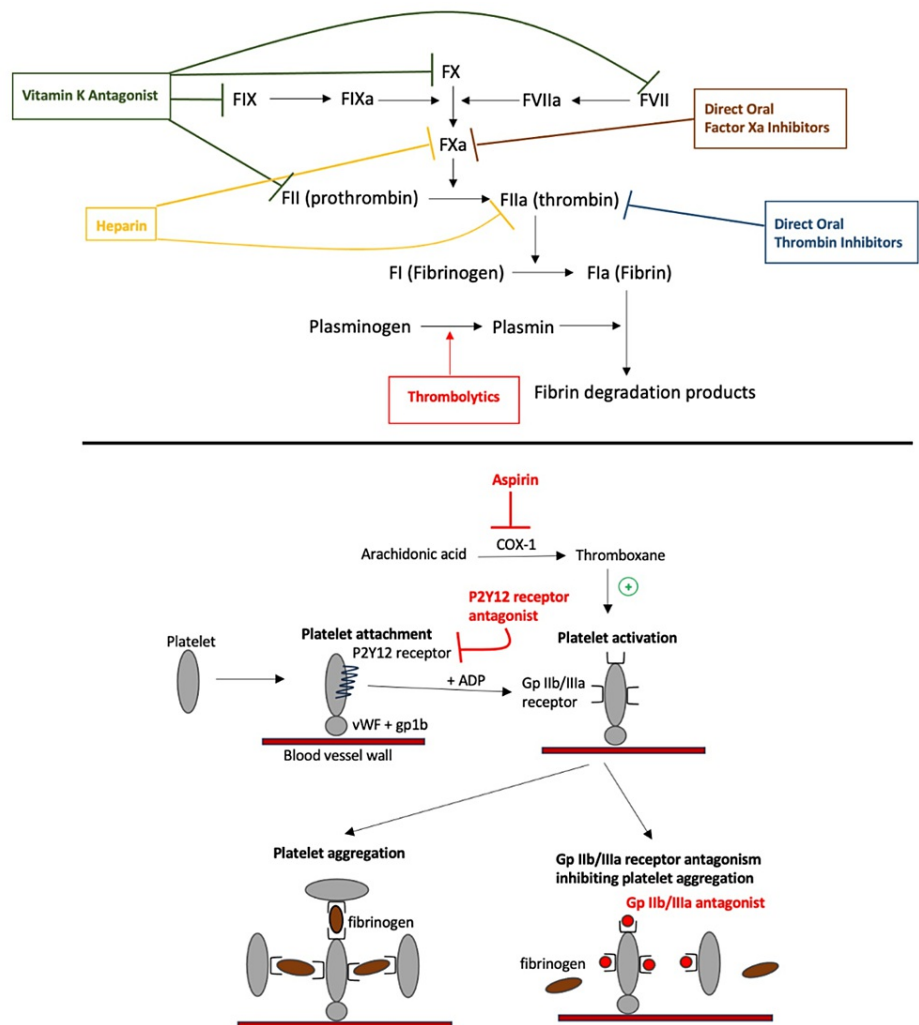 FX
Vitamin K Antagonist
FIX
FIXa
FVIIa
FVII
Direct Oral
Factor Xa Inhibitors
FXa
FII (prothrombin)
FIIa (thrombin)
Heparin
Direct Oral
Thrombin Inhibitors
FI (Fibrinogen)
FIa (Fibrin)
Plasminogen
Plasmin
Thrombolytics
Fibrin degradation products
Aspirin
COX-1
Arachidonic acid
Thromboxane
+
P2Y12 receptor
antagonist
Platelet
Platelet attachment
P2Y12 receptor
Platelet activation
+ ADP
Gp IIb/IIIa
receptor
vWF + gp1b
Blood vessel wall
Platelet aggregation
fibrinogen
Gp IIb/IIIa receptor antagonism
inhibiting platelet aggregation
Gp IIb/IIIa antagonist
fibrinogen